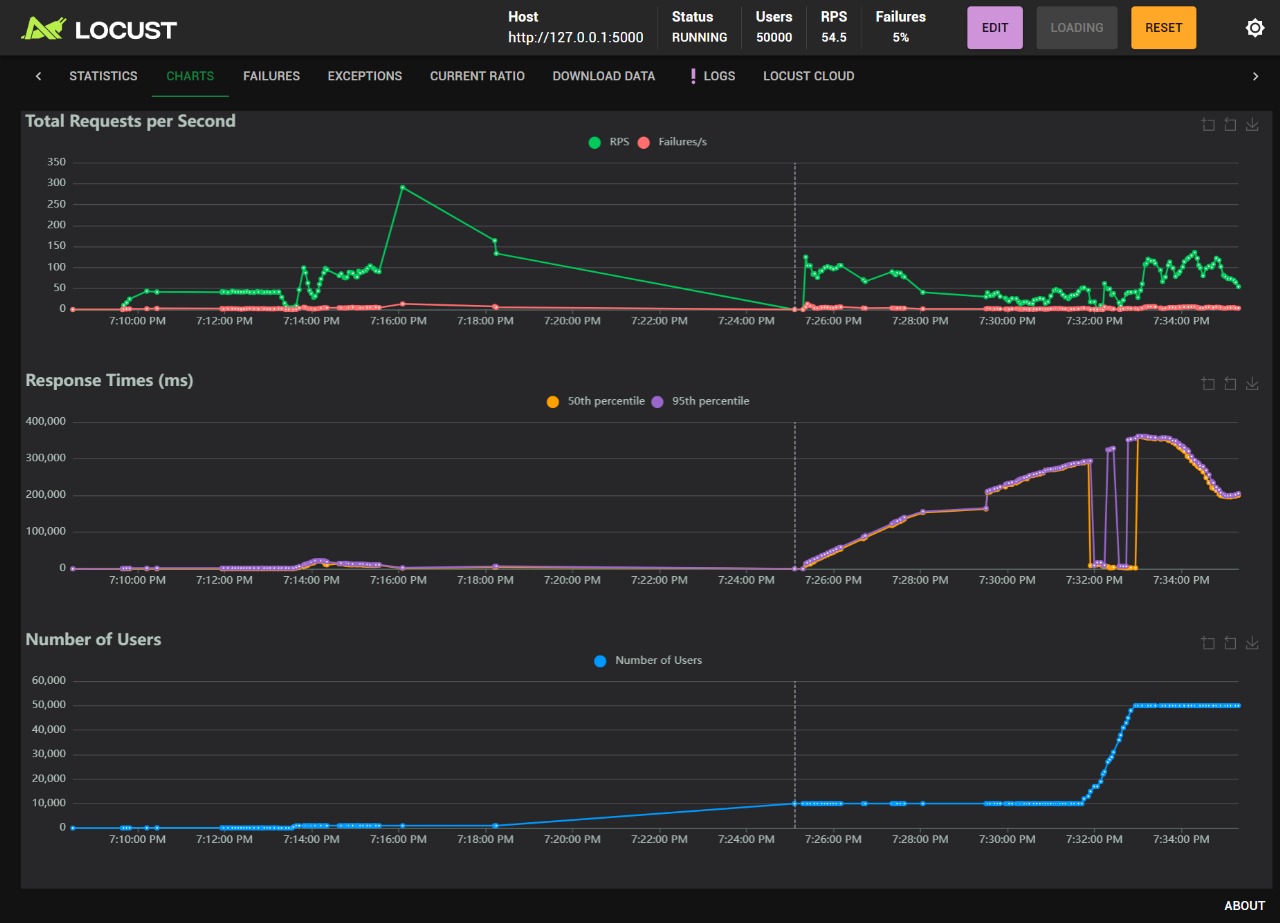 LOCUST
Host
http://127.0.0.1:5000
Status
RUNNING
Users
50000
RPS
54.5
Failures
5%
EDIT
LOADING
RESET
STATISTICS CHARTS FAILURES EXCEPTIONS CURRENT RATIO DOWNLOAD DATA LOGS LOCUST CLOUD
Total Requests per Second
RPS Failures/s
350
300
250
200
150
100
50
0
7:10:00 PM 7:12:00 PM 7:14:00 PM 7:16:00 PM 7:18:00 PM 7:20:00 PM 7:22:00 PM 7:24:00 PM 7:26:00 PM 7:28:00 PM 7:30:00 PM 7:32:00 PM 7:34:00 PM
Response Times (ms)
50th percentile 95th percentile
400,000
300,000
200,000
100,000
0
7:10:00 PM 7:12:00 PM 7:14:00 PM 7:16:00 PM 7:18:00 PM 7:20:00 PM 7:22:00 PM 7:24:00 PM 7:26:00 PM 7:28:00 PM 7:30:00 PM 7:32:00 PM 7:34:00 PM
Number of Users
Number of Users
60,000
50,000
40,000
30,000
20,000
10,000
0
7:10:00 PM 7:12:00 PM 7:14:00 PM 7:16:00 PM 7:18:00 PM 7:20:00 PM 7:22:00 PM 7:24:00 PM 7:26:00 PM 7:28:00 PM 7:30:00 PM 7:32:00 PM 7:34:00 PM
ABOUT